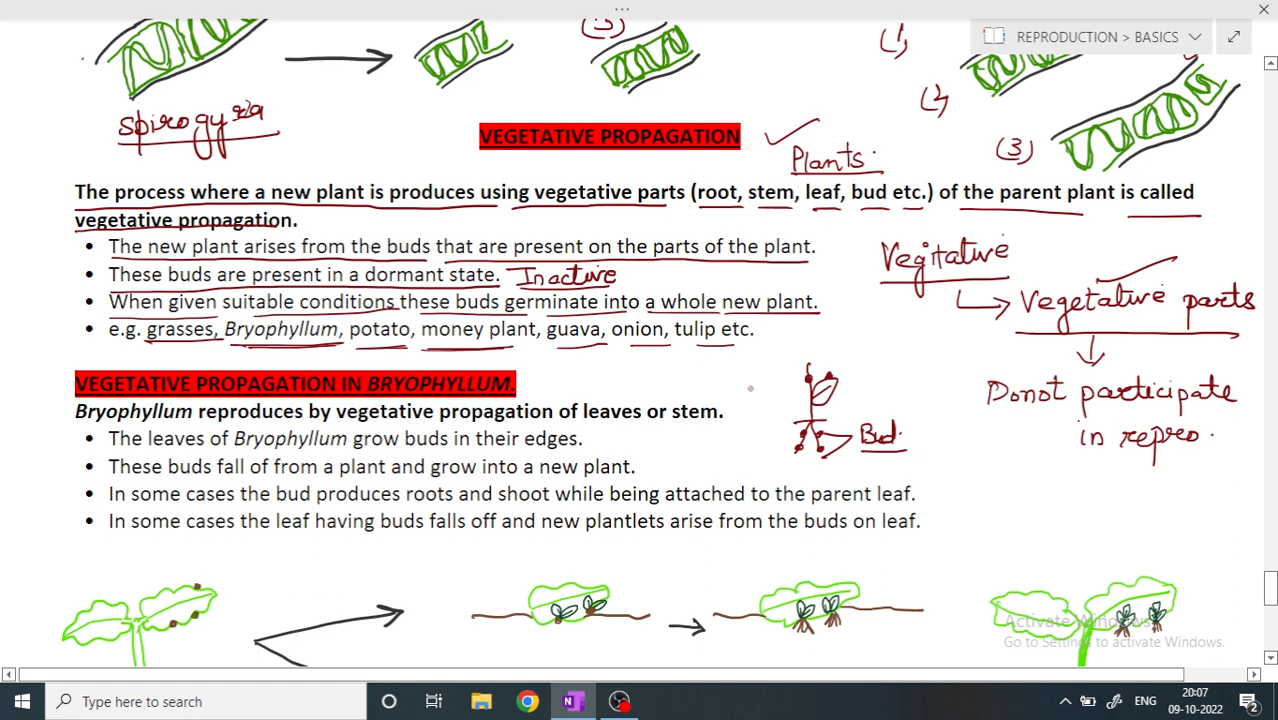 REPRODUCTION > BASICS
(3)
(1)
(2)
(3)
spirogyra
VEGETATIVE PROPAGATION
Plants.
The process where a new plant is produces using vegetative parts (root, stem, leaf, bud etc.) of the parent plant is called
vegetative propagation.
• The new plant arises from the buds that are present on the parts of the plant.
• These buds are present in a dormant state. Inactive
• When given suitable conditions these buds germinate into a whole new plant.
• e.g. grasses, Bryophyllum, potato, money plant, guava, onion, tulip etc.
Vegitative
Vegetative parts
Donot participate
in repro.
Bud.
VEGETATIVE PROPAGATION IN BRYOPHYLLUM.
Bryophyllum reproduces by vegetative propagation of leaves or stem.
• The leaves of Bryophyllum grow buds in their edges.
• These buds fall of from a plant and grow into a new plant.
• In some cases the bud produces roots and shoot while being attached to the parent leaf.
• In some cases the leaf having buds falls off and new plantlets arise from the buds on leaf.
Activate Windows
Go to Settings to activate Windows.
Type here to search
ENG
20:07
09-10-2022
2